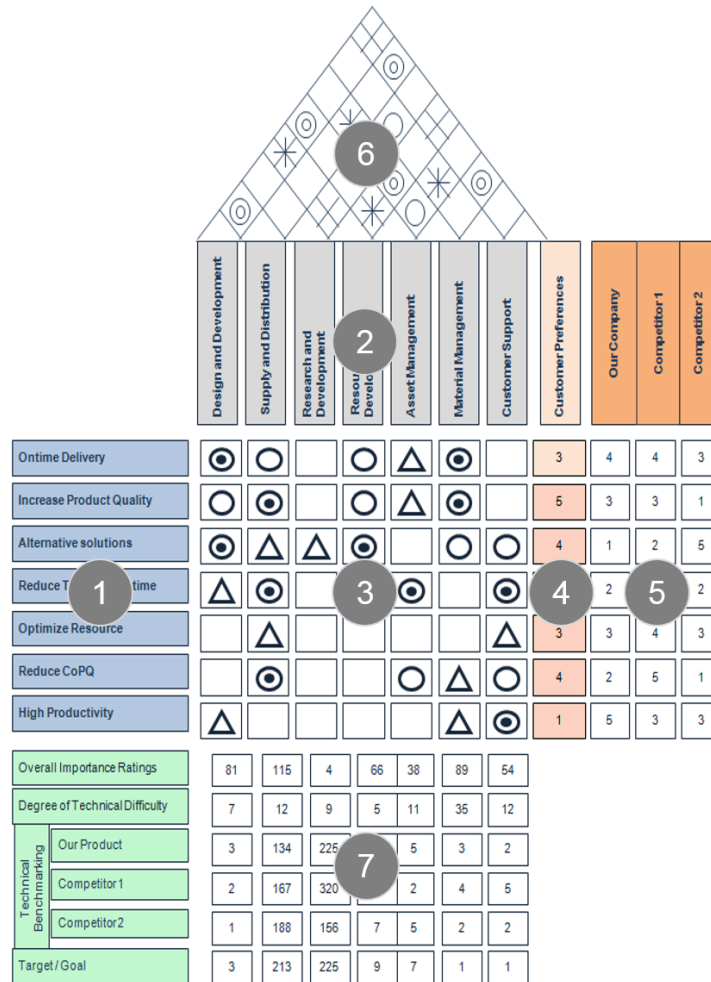 6
Design and Development
Supply and Distribution
Research and
Development
2
Asset Management
Material Management
Customer Support
Customer Preferences
Our Company
Competitor 1
Competitor 2
Ontime Delivery 3 4 4 3
Increase Product Quality 5 3 3 1
Alternative solutions 4 1 2 5
Reduce time 2 2
1 3 4 5
Optimize Resource 3 3 4 3
Reduce CoPQ 4 2 5 1
High Productivity 1 5 3 3
Overall Importance Ratings 81 115 4 66 38 89 54
Degree of Technical Difficulty 7 12 9 5 11 35 12
Technical
Benchmarking
Our Product 3 134 225 5 3 2
7
Competitor1 2 167 320 2 4 5
Competitor2 1 188 156 7 5 2 2
Target / Goal 3 213 225 9 7 1 1